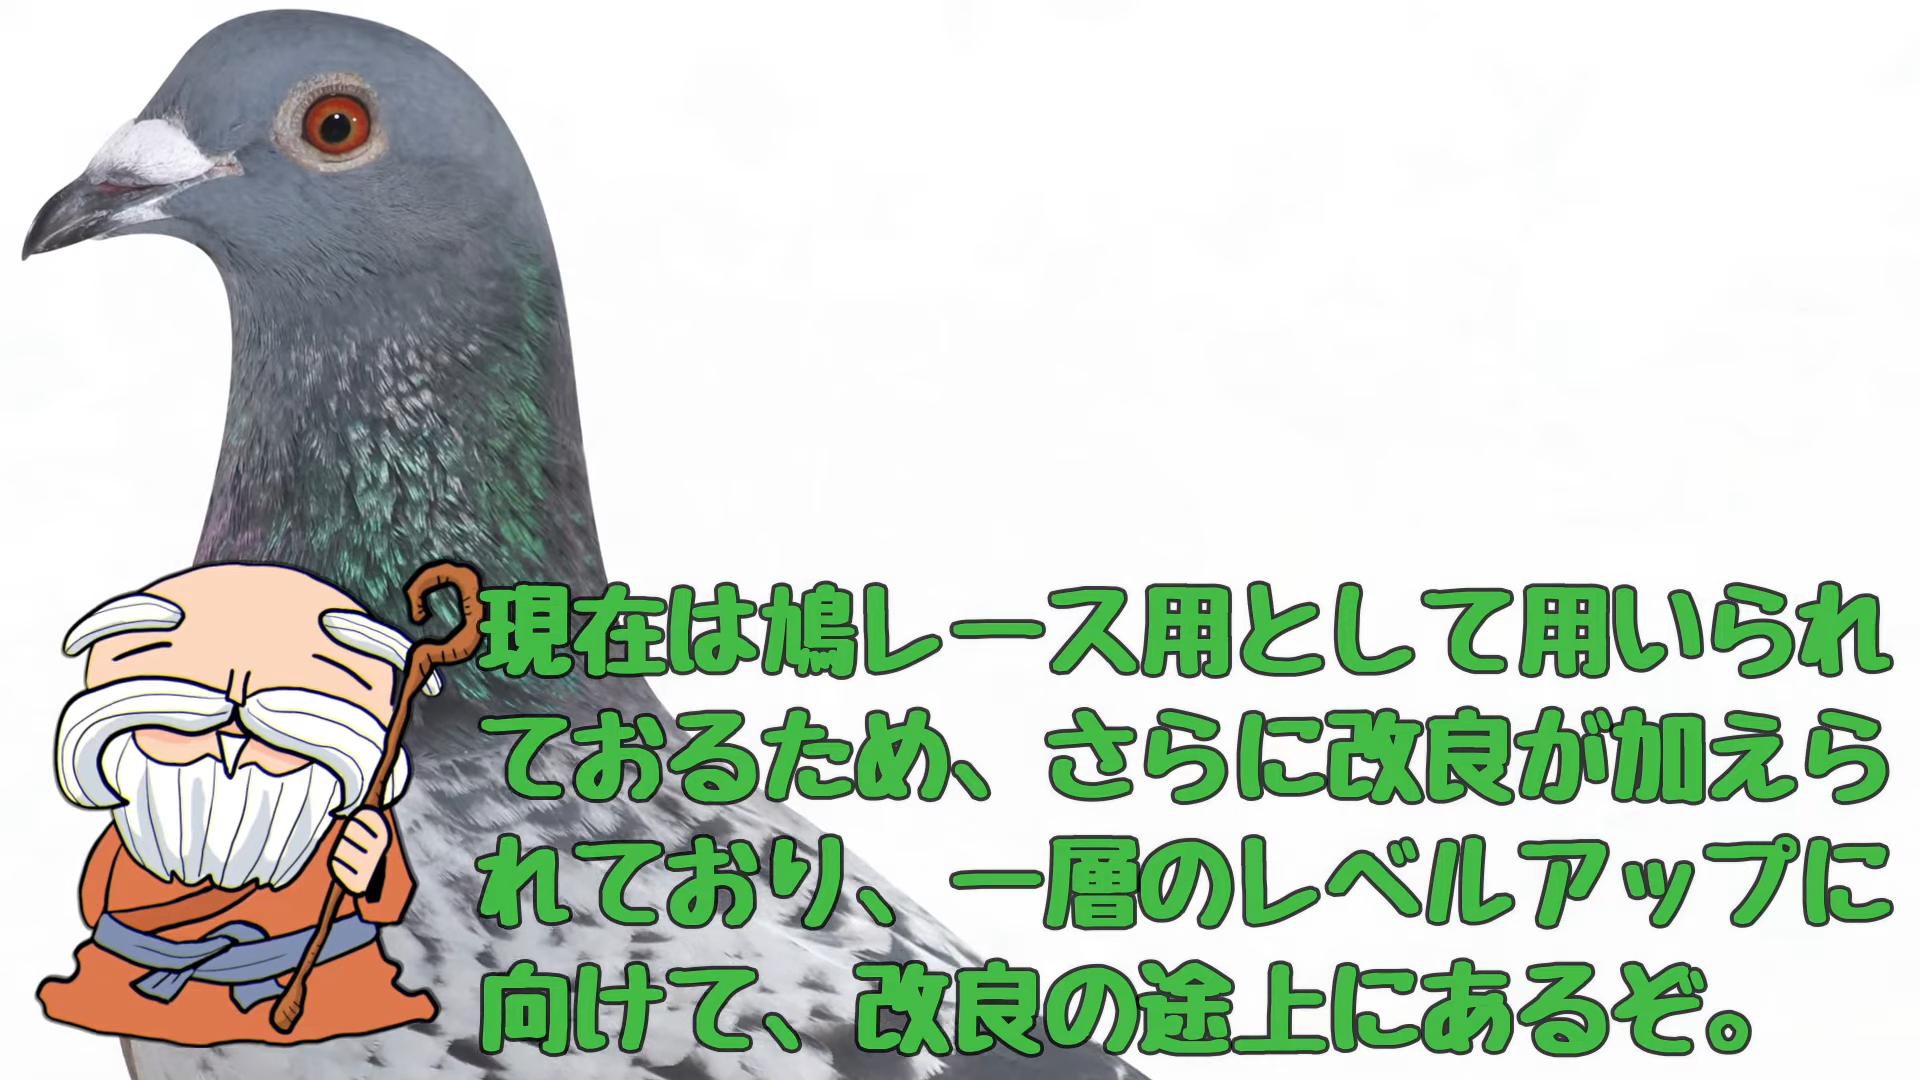 現在は鳩レース用として用いられ
ておるため、さらに改良が加えら
れており、一層のレベルアップに
向けて、改良の途上にあるぞ。